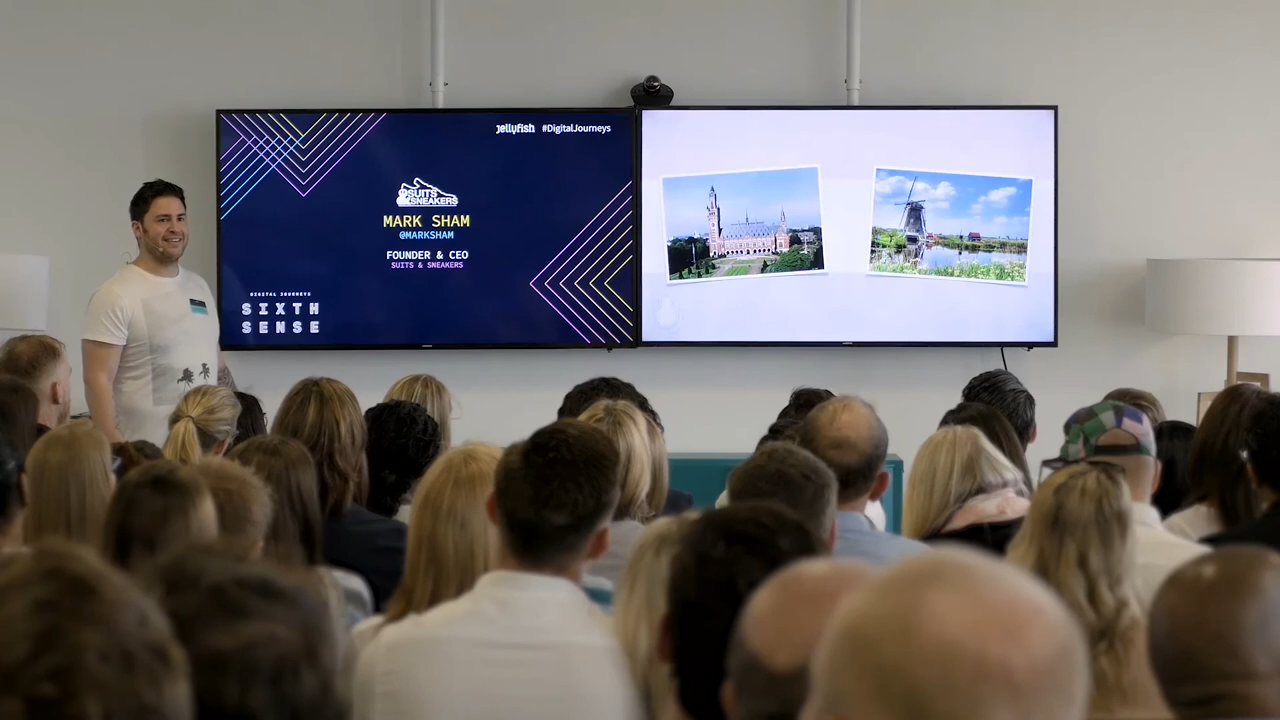 jellyfish #DigitalJourneys
SUITS
SNEAKERS
MARK SHAM
@MARKSHAM
FOUNDER & CEO
SUITS & SNEAKERS
DIGITAL JOURNEYS
SIXTH
SENSE